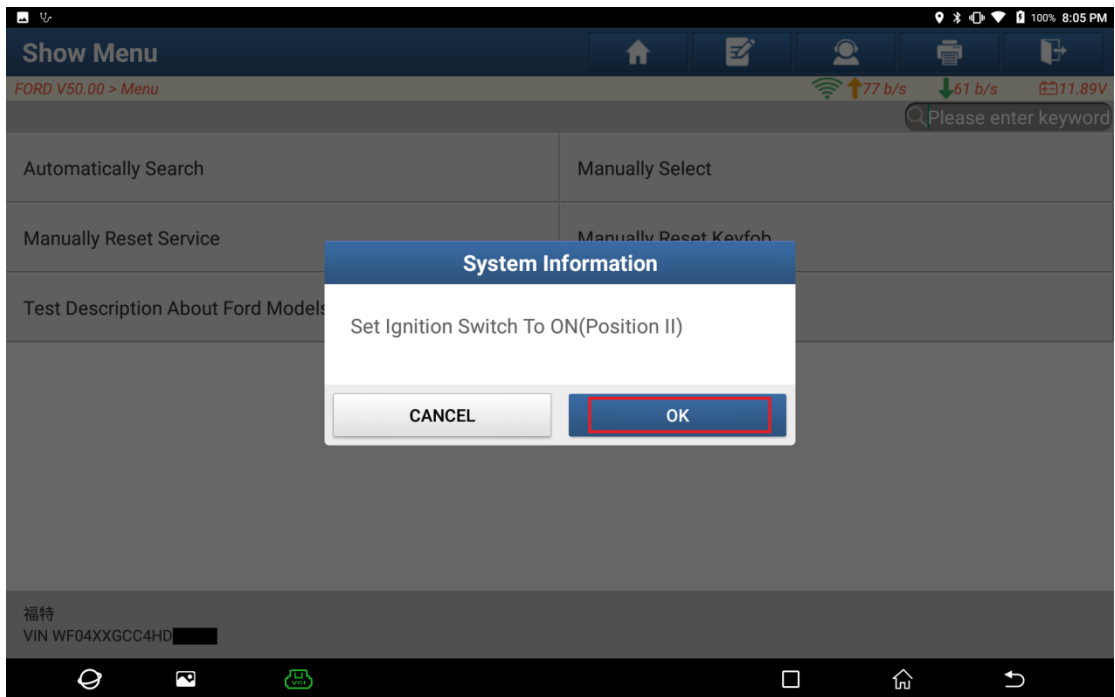 100% 8:05 PM
Show Menu
FORD V50.00 > Menu
77 b/s
61 b/s
11.89V
Please enter keyword
Automatically Search
Manually Select
Manually Reset Service
Manually Reset Keyfob
Test Description About Ford Models
System Information
Set Ignition Switch To ON(Position II)
CANCEL
OK
福特
VIN WF04XXGCC4HD
VCI